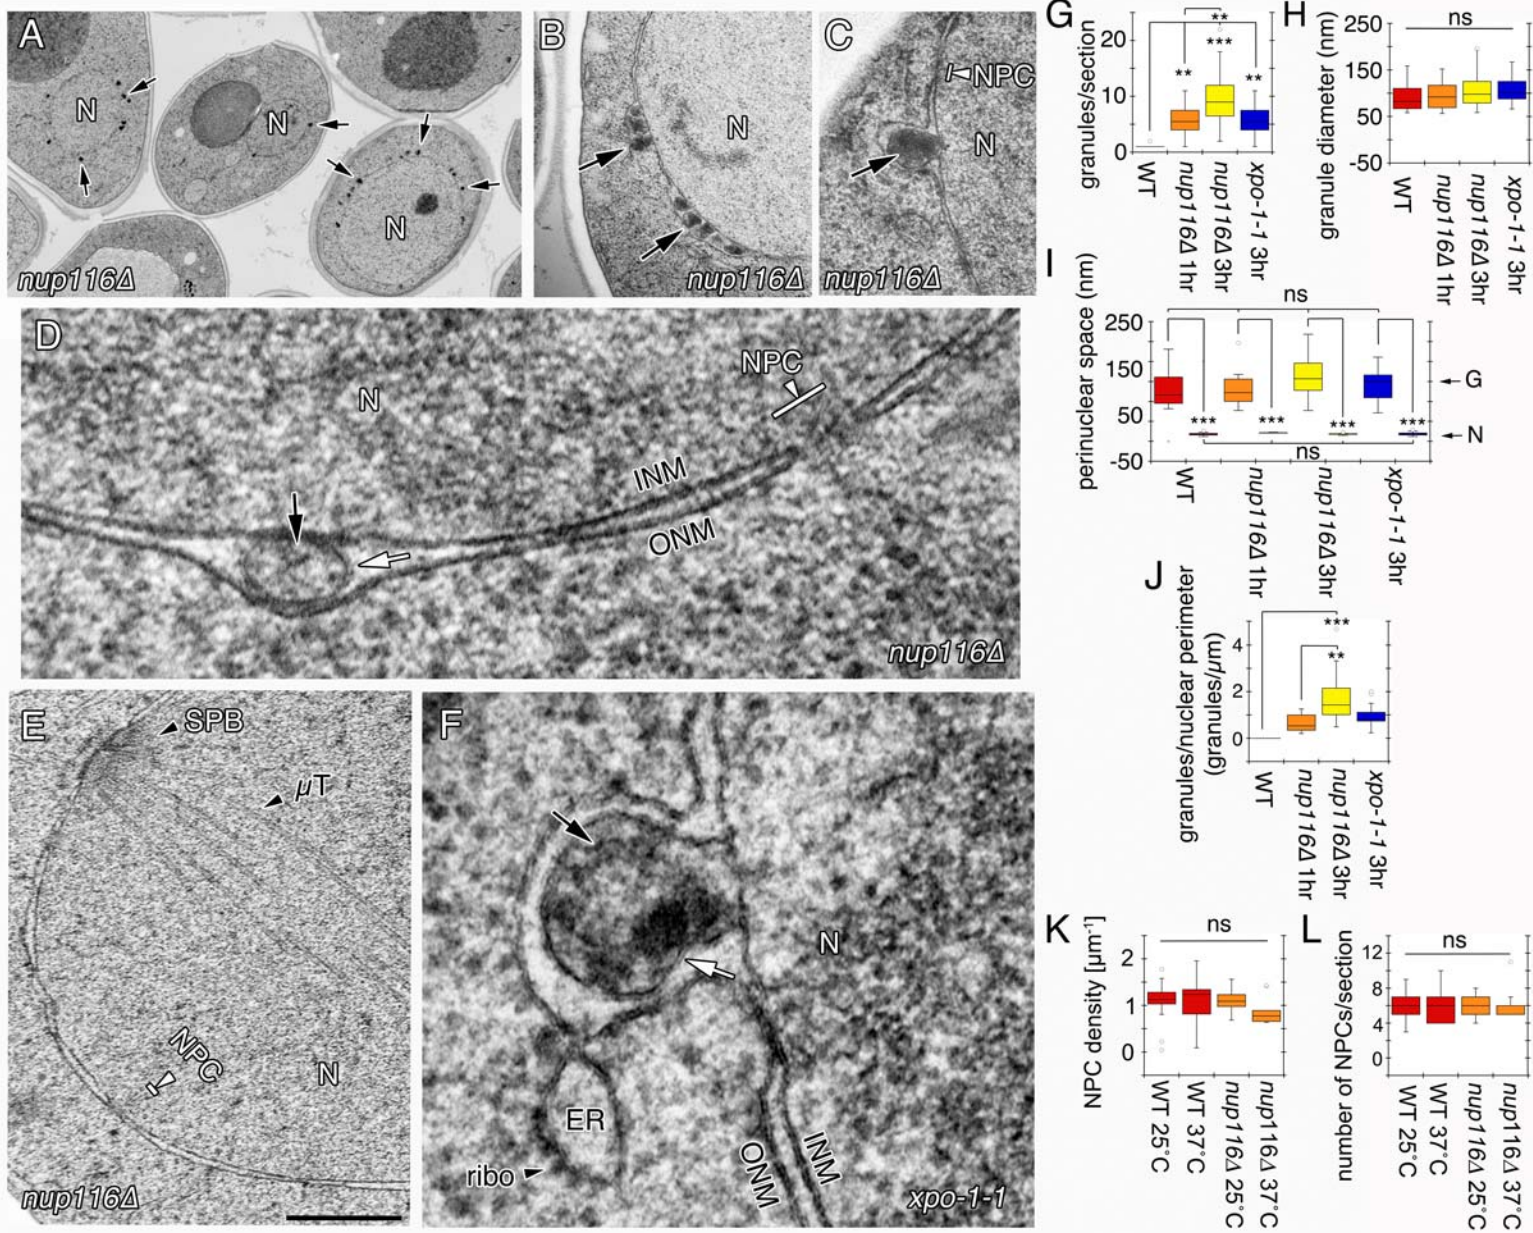 A
N
N
N
nup116Δ
B
N
nup116Δ
C
NPC
N
nup116Δ
D
N
NPC
INM
ONM
nup116Δ
E
SPB
μT
NPC
N
nup116Δ
F
N
ER
ribo
ONM
INM
xpo-1-1
G
granules/section
20
10
0
**
***
**
**
WT
nup116Δ 1hr
nup116Δ 3hr
xpo-1-1 3hr
H
granule diameter (nm)
250
150
50
-50
ns
WT
nup116Δ 1hr
nup116Δ 3hr
xpo-1-1 3hr
I
perinuclear space (nm)
250
150
50
-50
ns
G
N
***
***
***
***
ns
WT
nup116Δ 1hr
nup116Δ 3hr
xpo-1-1 3hr
J
granules/nuclear perimeter
(granules/μm)
4
2
0
***
**
WT
nup116Δ 1hr
nup116Δ 3hr
xpo-1-1 3hr
K
NPC density [μm-1]
2
1
0
ns
WT 25°C
WT 37°C
nup116Δ 25°C
nup116Δ 37°C
L
number of NPCs/section
12
8
4
0
ns
WT 25°C
WT 37°C
nup116Δ 25°C
nup116Δ 37°C